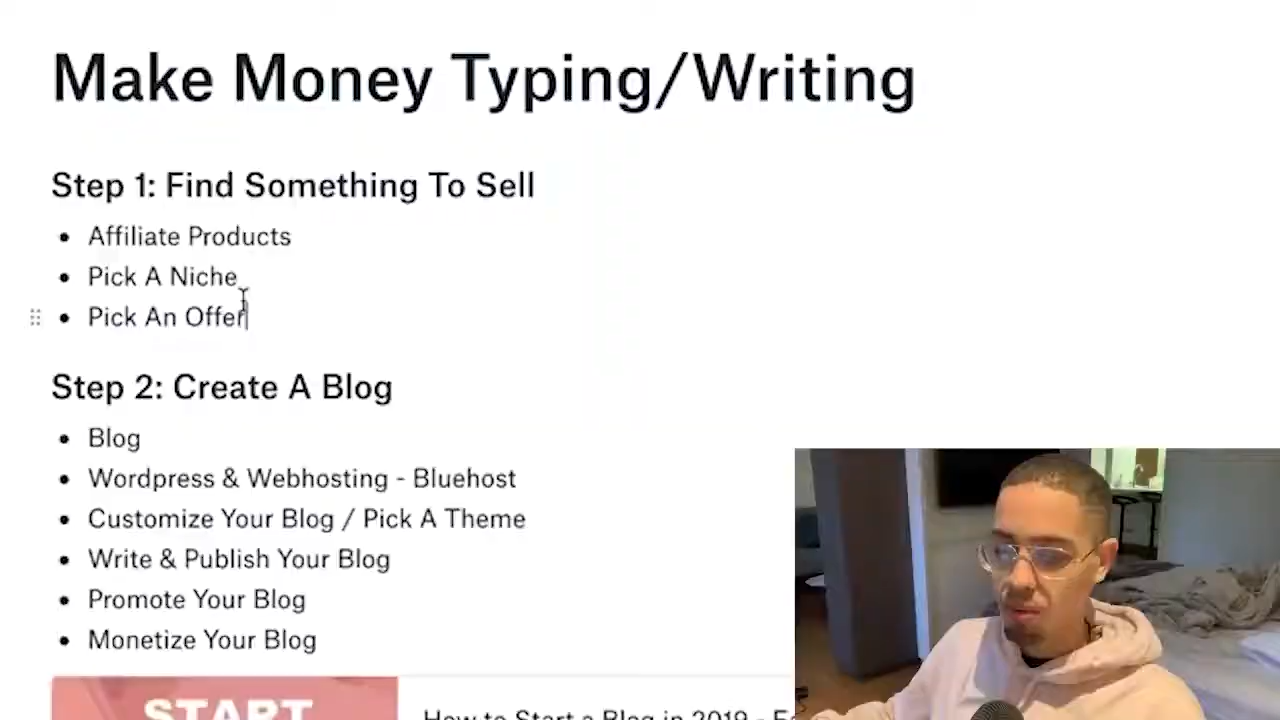 Make Money Typing/Writing
Step 1: Find Something To Sell
Affiliate Products
Pick A Niche
Pick An Offer
Step 2: Create A Blog
Blog
Wordpress & Webhosting - Bluehost
Customize Your Blog / Pick A Theme
Write & Publish Your Blog
Promote Your Blog
Monetize Your Blog
START
How to Start a Blog in 2019 -